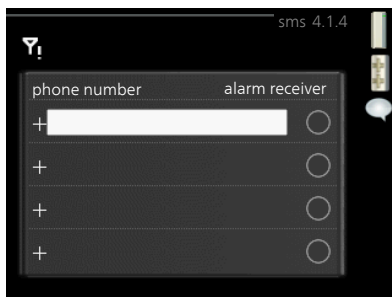 sms 4.1.4
phone number alarm receiver
+
+
+
+